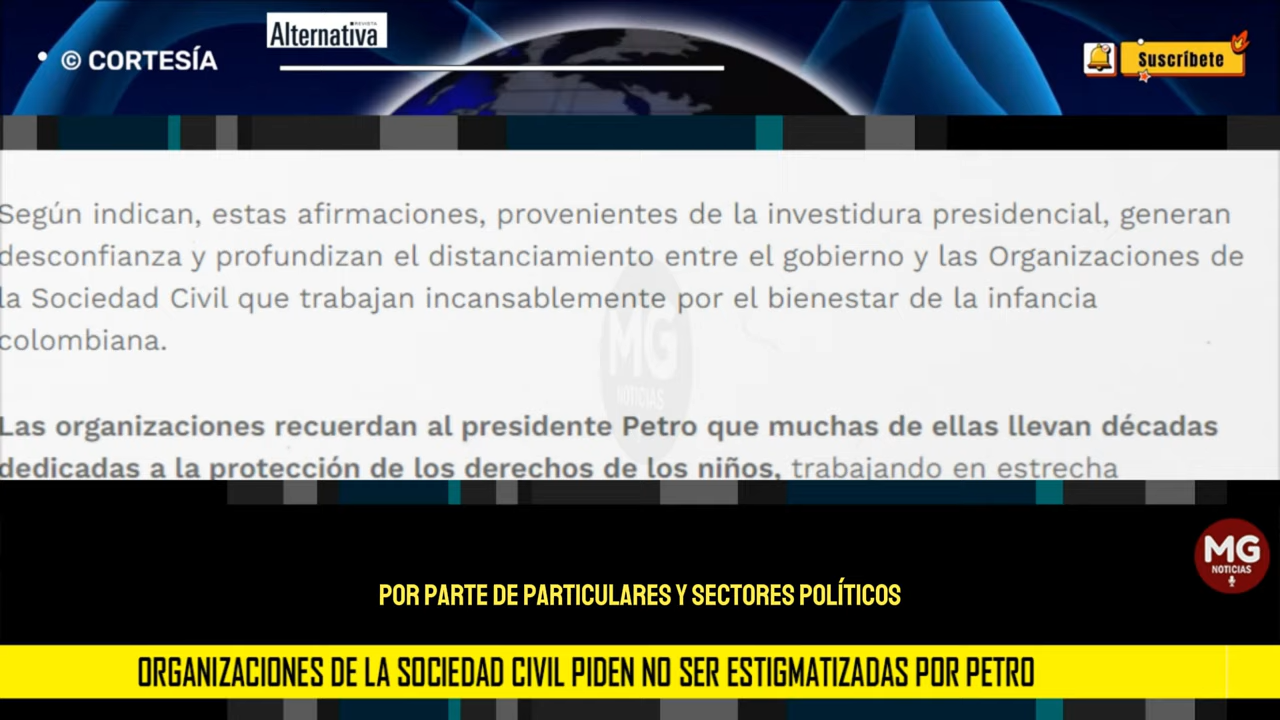 REVISTA
Alternativa
© CORTESÍA
Suscríbete
Según indican, estas afirmaciones, provenientes de la investidura presidencial, generan
desconfianza y profundizan el distanciamiento entre el gobierno y las Organizaciones de
la Sociedad Civil que trabajan incansablemente por el bienestar de la infancia
colombiana.
MG
NOTICIAS
Las organizaciones recuerdan al presidente Petro que muchas de ellas llevan décadas
dedicadas a la protección de los derechos de los niños, trabajando en estrecha
MG
NOTICIAS
POR PARTE DE PARTICULARES Y SECTORES POLÍTICOS
ORGANIZACIONES DE LA SOCIEDAD CIVIL PIDEN NO SER ESTIGMATIZADAS POR PETRO